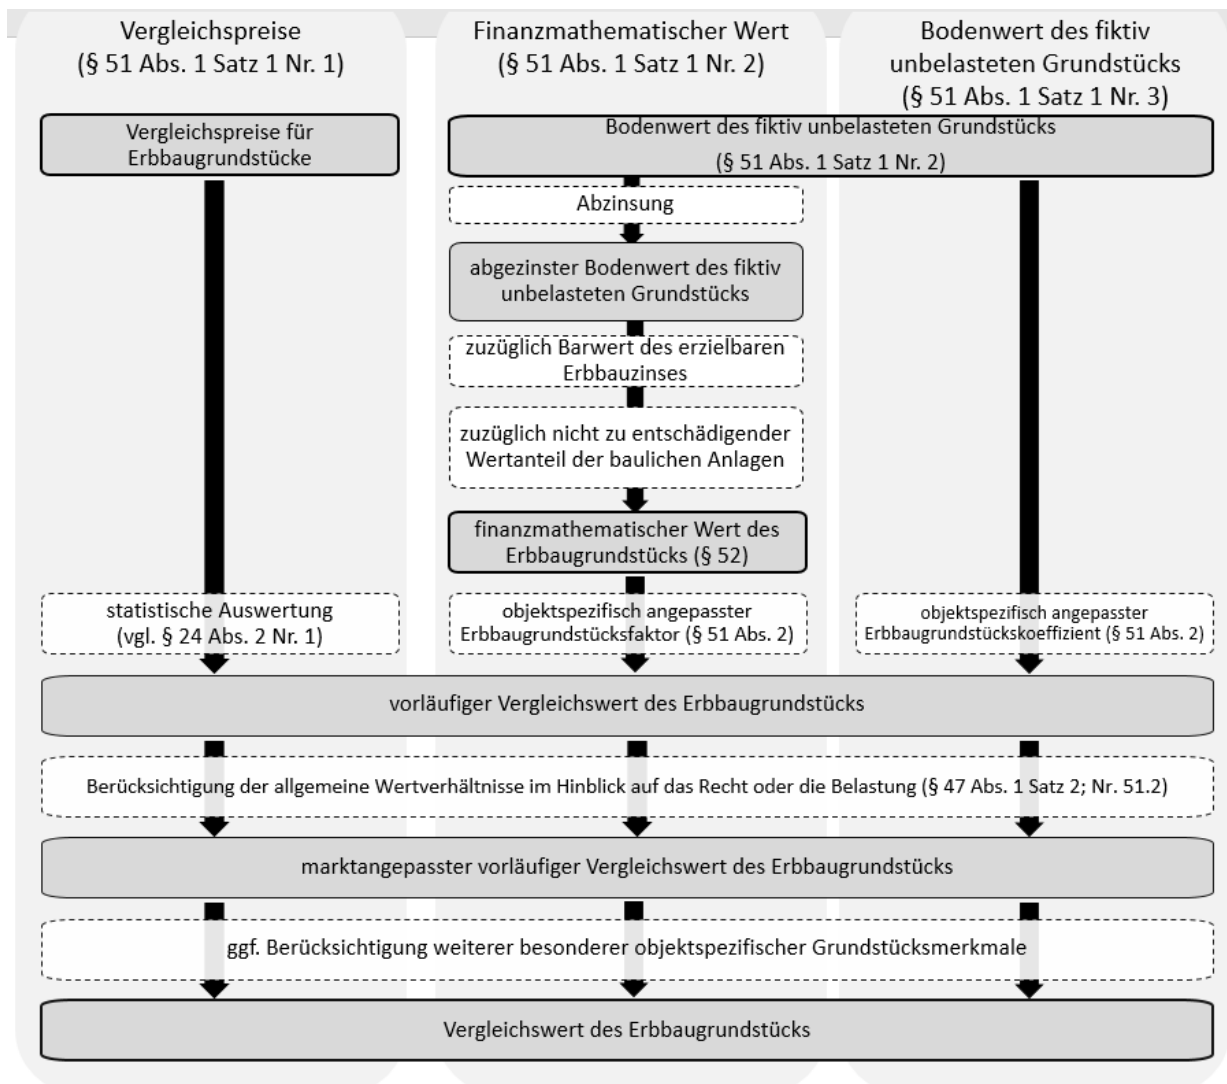 Vergleichspreise
(§ 51 Abs. 1 Satz 1 Nr. 1)
Finanzmathematischer Wert
(§ 51 Abs. 1 Satz 1 Nr. 2)
Bodenwert des fiktiv
unbelasteten Grundstücks
(§ 51 Abs. 1 Satz 1 Nr. 3)
Vergleichspreise für
Erbbaugrundstücke
Bodenwert des fiktiv unbelasteten Grundstücks
(§ 51 Abs. 1 Satz 1 Nr. 2)
Abzinsung
abgezinster Bodenwert des fiktiv
unbelasteten Grundstücks
zuzüglich Barwert des erzielbaren
Erbbauzinses
zuzüglich nicht zu entschädigender
Wertanteil der baulichen Anlagen
finanzmathematischer Wert des
Erbbaugrundstücks (§ 52)
statistische Auswertung
(vgl. § 24 Abs. 2 Nr. 1)
objektspezifisch angepasster
Erbbaugrundstücksfaktor (§ 51 Abs. 2)
objektspezifisch angepasster
Erbbaugrundstückskoeffizient (§ 51 Abs. 2)
vorläufiger Vergleichswert des Erbbaugrundstücks
Berücksichtigung der allgemeine Wertverhältnisse im Hinblick auf das Recht oder die Belastung (§ 47 Abs. 1 Satz 2; Nr. 51.2)
marktangepasster vorläufiger Vergleichswert des Erbbaugrundstücks
ggf. Berücksichtigung weiterer besonderer objektspezifischer Grundstücksmerkmale
Vergleichswert des Erbbaugrundstücks